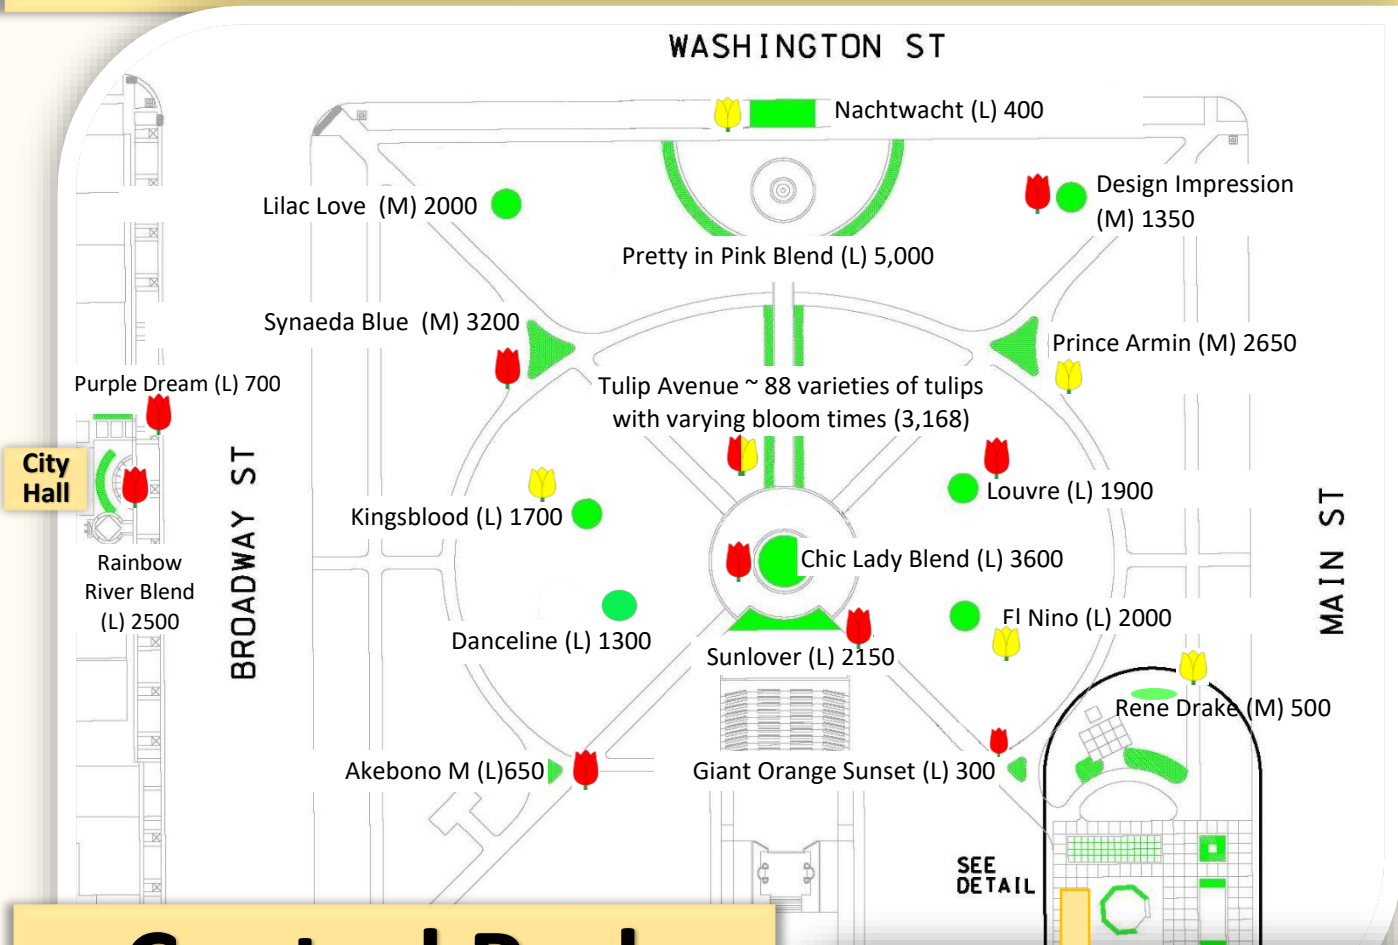 WASHINGTON ST
Nachtwacht (L) 400
Lilac Love (M) 2000
Design Impression
(M) 1350
Pretty in Pink Blend (L) 5,000
Synaeda Blue (M) 3200
Prince Armin (M) 2650
Purple Dream (L) 700
Tulip Avenue ~ 88 varieties of tulips
with varying bloom times (3,168)
City
Hall
BROADWAY ST
Kingsblood (L) 1700
Louvre (L) 1900
MAIN ST
Rainbow
River Blend
(L) 2500
Chic Lady Blend (L) 3600
Danceline (L) 1300
El Nino (L) 2000
Sunlover (L) 2150
Rene Drake (M) 500
Akebono M (L)650
Giant Orange Sunset (L) 300
SEE
DETAIL
Central Park